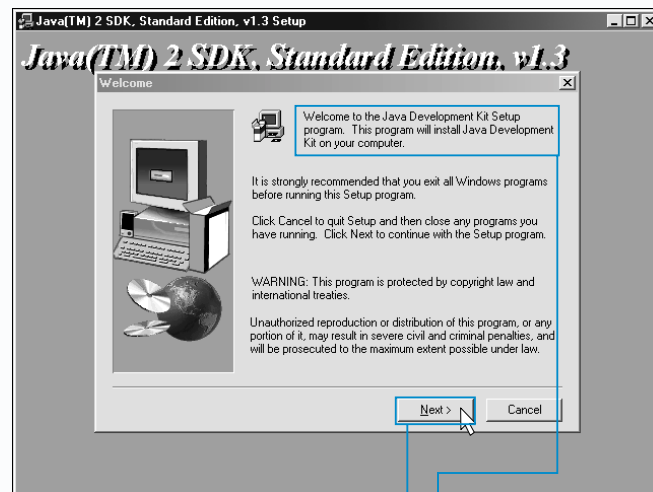 Java(TM) 2 SDK, Standard Edition, v1.3 Setup
Java(TM) 2 SDK, Standard Edition, v1.3
Welcome
Welcome to the Java Development Kit Setup
program. This program will install Java Development
Kit on your computer.
It is strongly recommended that you exit all Windows programs
before running this Setup program.
Click Cancel to quit Setup and then close any programs you
have running. Click Next to continue with the Setup program.
WARNING: This program is protected by copyright law and
international treaties.
Unauthorized reproduction or distribution of this program, or any
portion of it, may result in severe civil and criminal penalties, and
will be prosecuted to the maximum extent possible under law.
Next >
Cancel